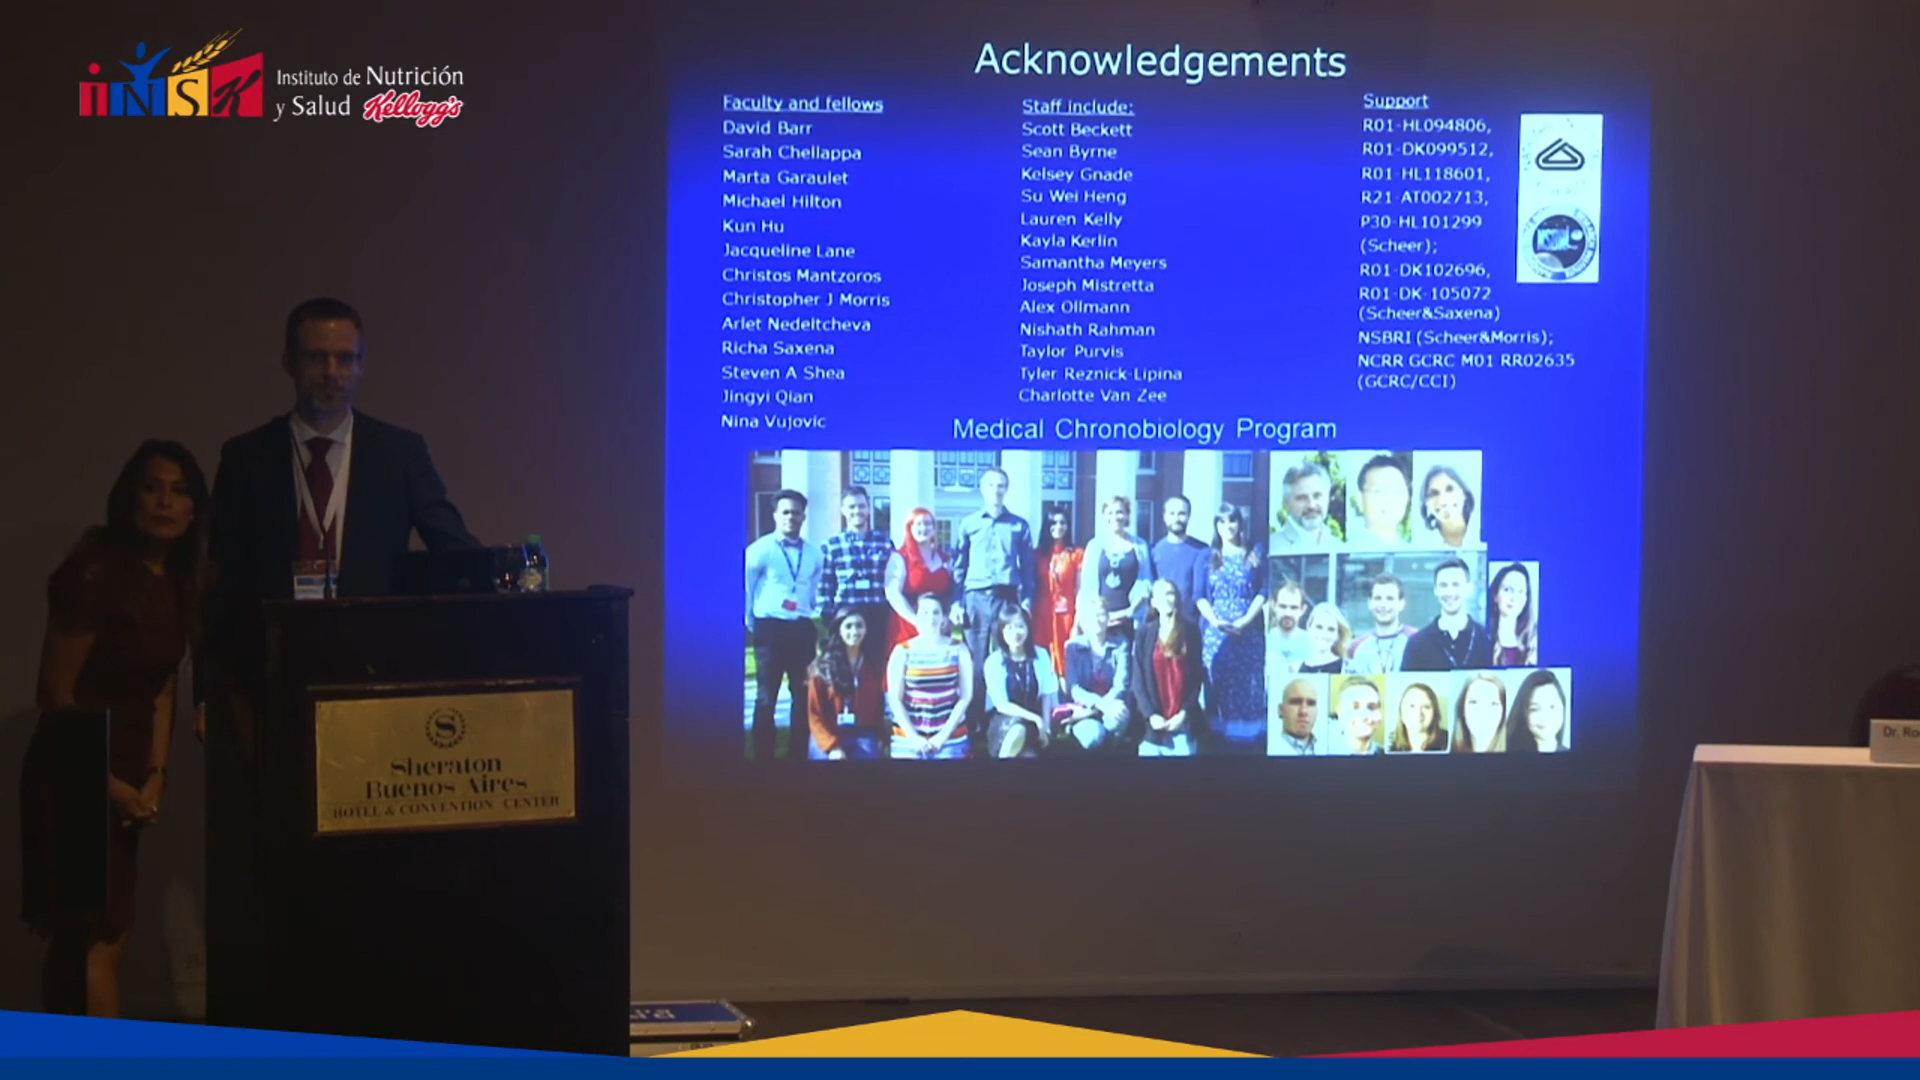 iNSK
Instituto de Nutrición
y Salud Kellogg's
Acknowledgements
Faculty and fellows
David Barr
Sarah Chellappa
Marta Garaulet
Michael Hilton
Kun Hu
Jacqueline Lane
Christos Mantzoros
Christopher J Morris
Arlet Nedeltcheva
Richa Saxena
Steven A Shea
Jingyi Qian
Nina Vujovic
Staff include:
Scott Beckett
Sean Byrne
Kelsey Gnade
Su Wei Heng
Lauren Kelly
Kayla Kerlin
Samantha Meyers
Joseph Mistretta
Alex Ollmann
Nishath Rahman
Taylor Purvis
Tyler Reznick-Lipina
Charlotte Van Zee
Support
R01-HL094806,
R01-DK099512,
R01-HL118601,
R21-AT002713,
P30-HL101299
(Scheer);
R01-DK102696,
R01-DK-105072
(Scheer&Saxena)
NSBRI (Scheer&Morris);
NCRR GCRC M01 RR02635
(GCRC/CCI)
Medical Chronobiology Program
S
Sheraton
Buenos Aires
HOTEL & CONVENTION CENTER
Dr.